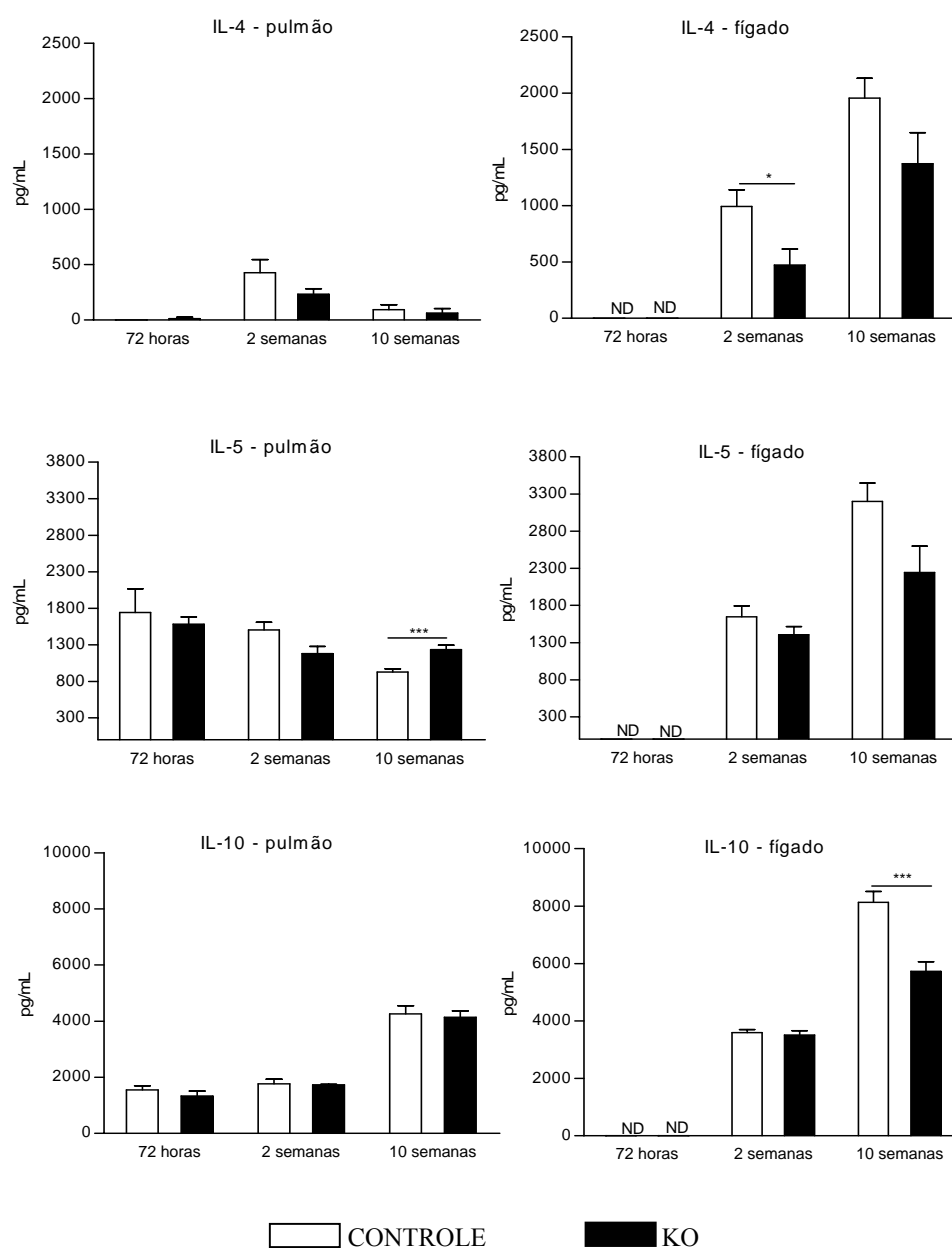 IL-4 - pulmão
2500
2000
1500
1000
500
0
pg/mL
72 horas 2 semanas 10 semanas
IL-4 - fígado
2500
2000
1500
1000
500
0
pg/mL
ND ND
*
72 horas 2 semanas 10 semanas
IL-5 - pulmão
3800
3300
2800
2300
1800
1300
800
300
pg/mL
***
72 horas 2 semanas 10 semanas
IL-5 - fígado
3800
3300
2800
2300
1800
1300
800
300
pg/mL
ND ND
72 horas 2 semanas 10 semanas
IL-10 - pulmão
10000
8000
6000
4000
2000
0
pg/mL
72 horas 2 semanas 10 semanas
IL-10 - fígado
10000
8000
6000
4000
2000
0
pg/mL
ND ND
***
72 horas 2 semanas 10 semanas
CONTROLE KO